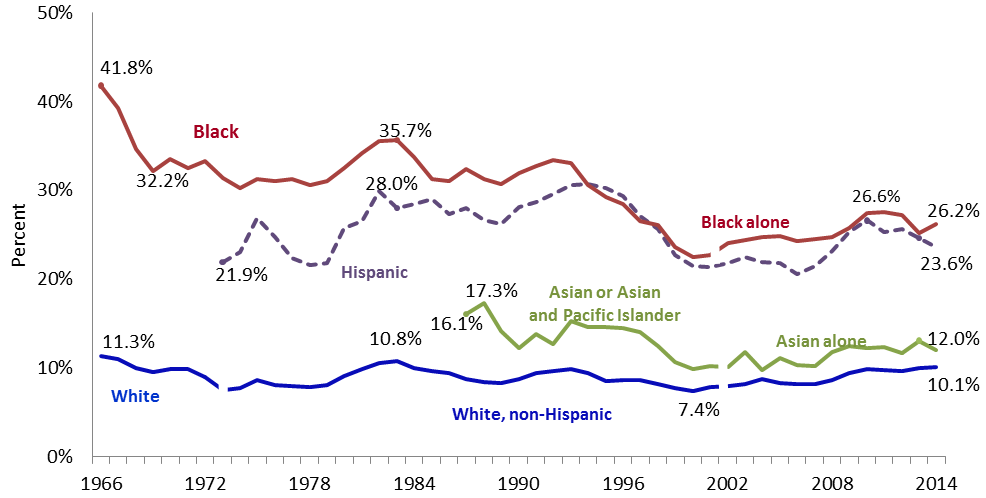 50%
41.8%
40%
Black
35.7%
32.2%
28.0%
30%
26.6%
26.2%
Black alone
Percent
21.9%
Hispanic
23.6%
20%
17.3%
Asian or Asian
and Pacific Islander
16.1%
11.3%
10.8%
Asian alone
12.0%
10%
White
White, non-Hispanic
7.4%
10.1%
0%
1966 1972 1978 1984 1990 1996 2002 2008 2014